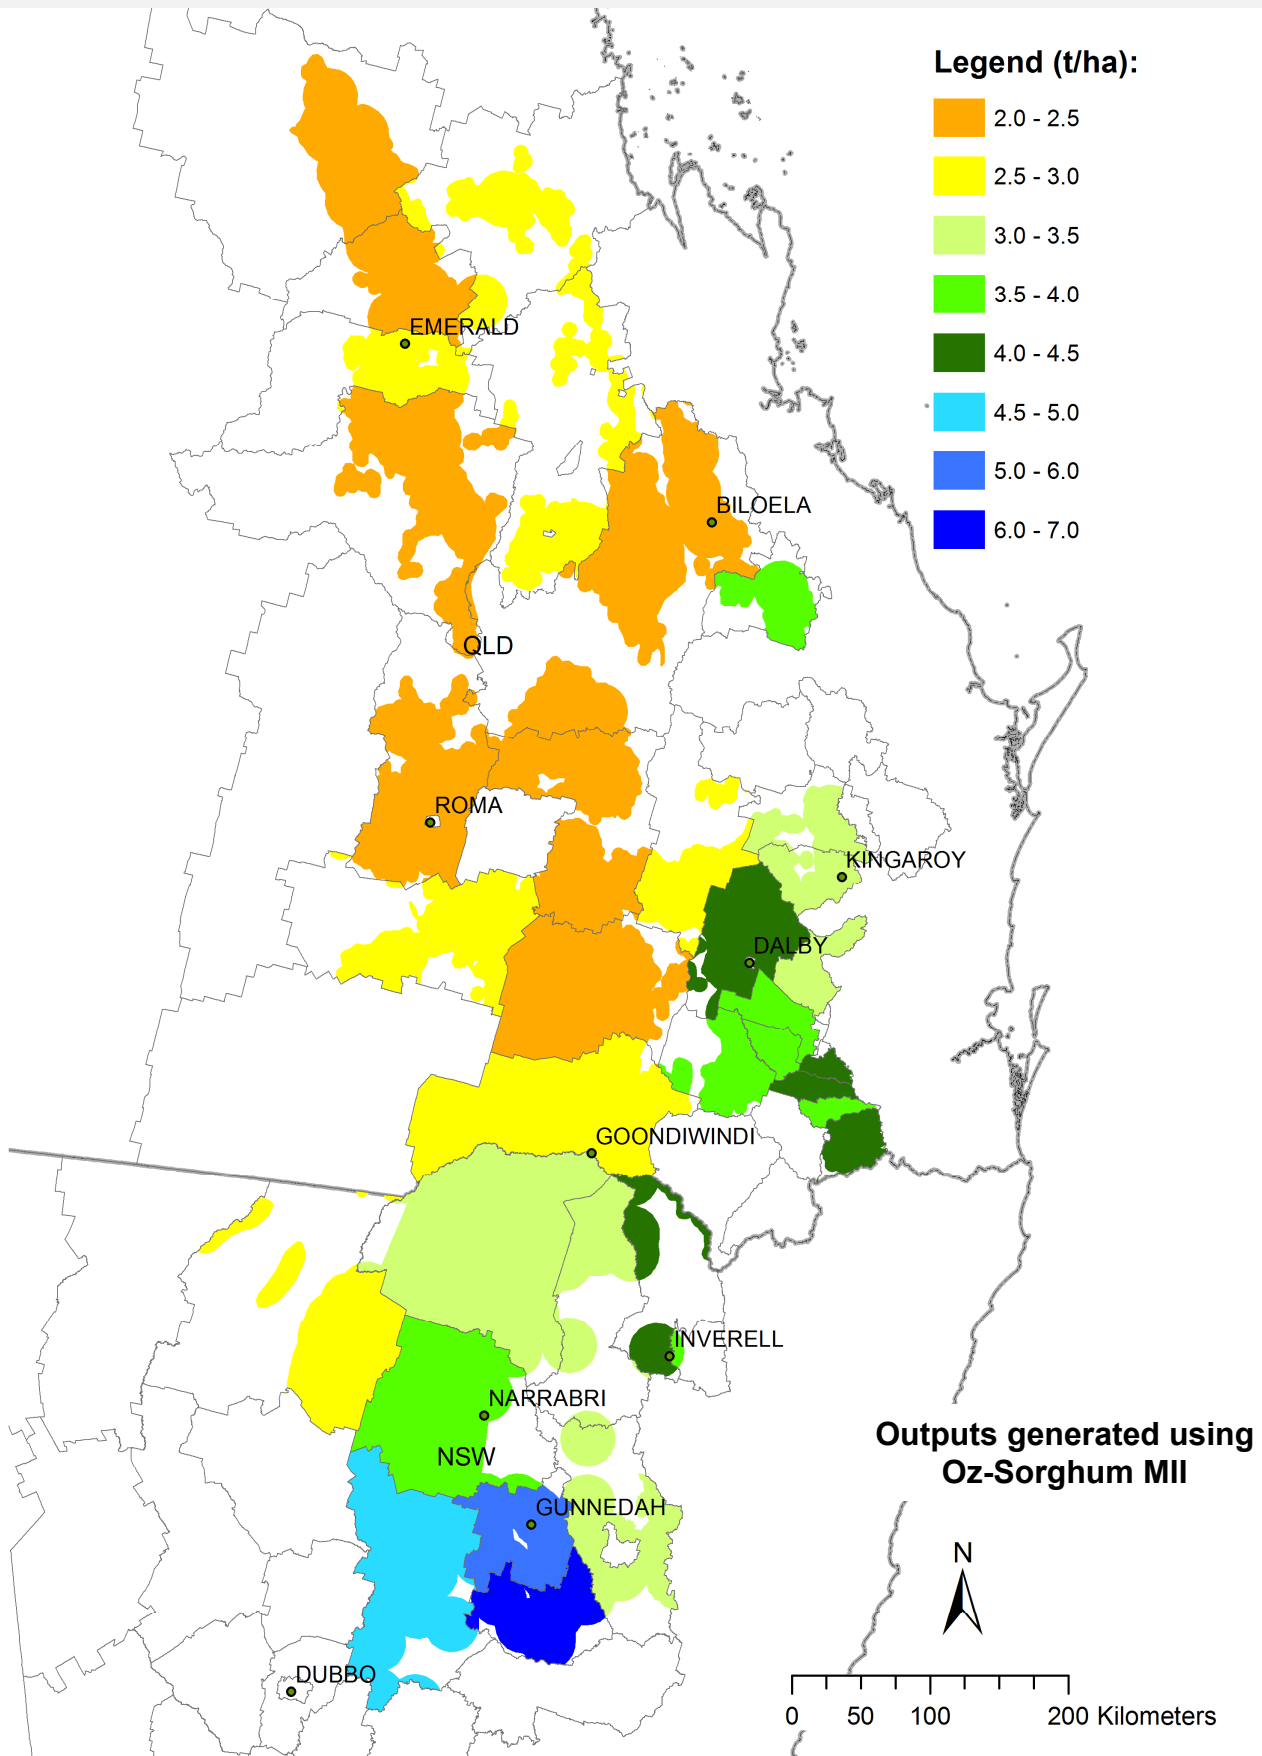 Legend (t/ha):
2.0 - 2.5
2.5 - 3.0
3.0 - 3.5
3.5 - 4.0
4.0 - 4.5
4.5 - 5.0
5.0 - 6.0
6.0 - 7.0
EMERALD
BILOELA
QLD
ROMA
KINGAROY
DALBY
GOONDIWINDI
INVERELL
NARRABRI
NSW
GUNNEDAH
DUBBO
Outputs generated using
Oz-Sorghum MII
N
0 50 100 200 Kilometers